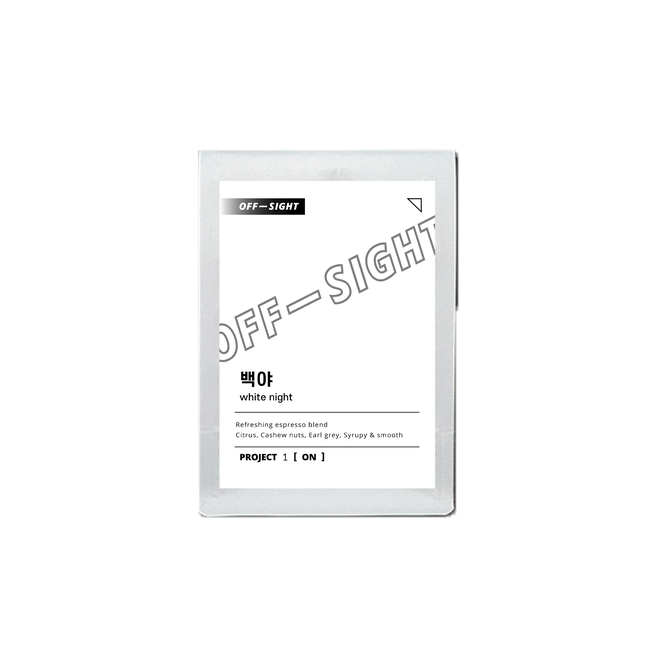 OFF—SIGHT
OFF—SIGHT
백야
white night
Refreshing espresso blend
Citrus, Cashew nuts, Earl grey, Syrupy & smooth
PROJECT 1 [ ON ]